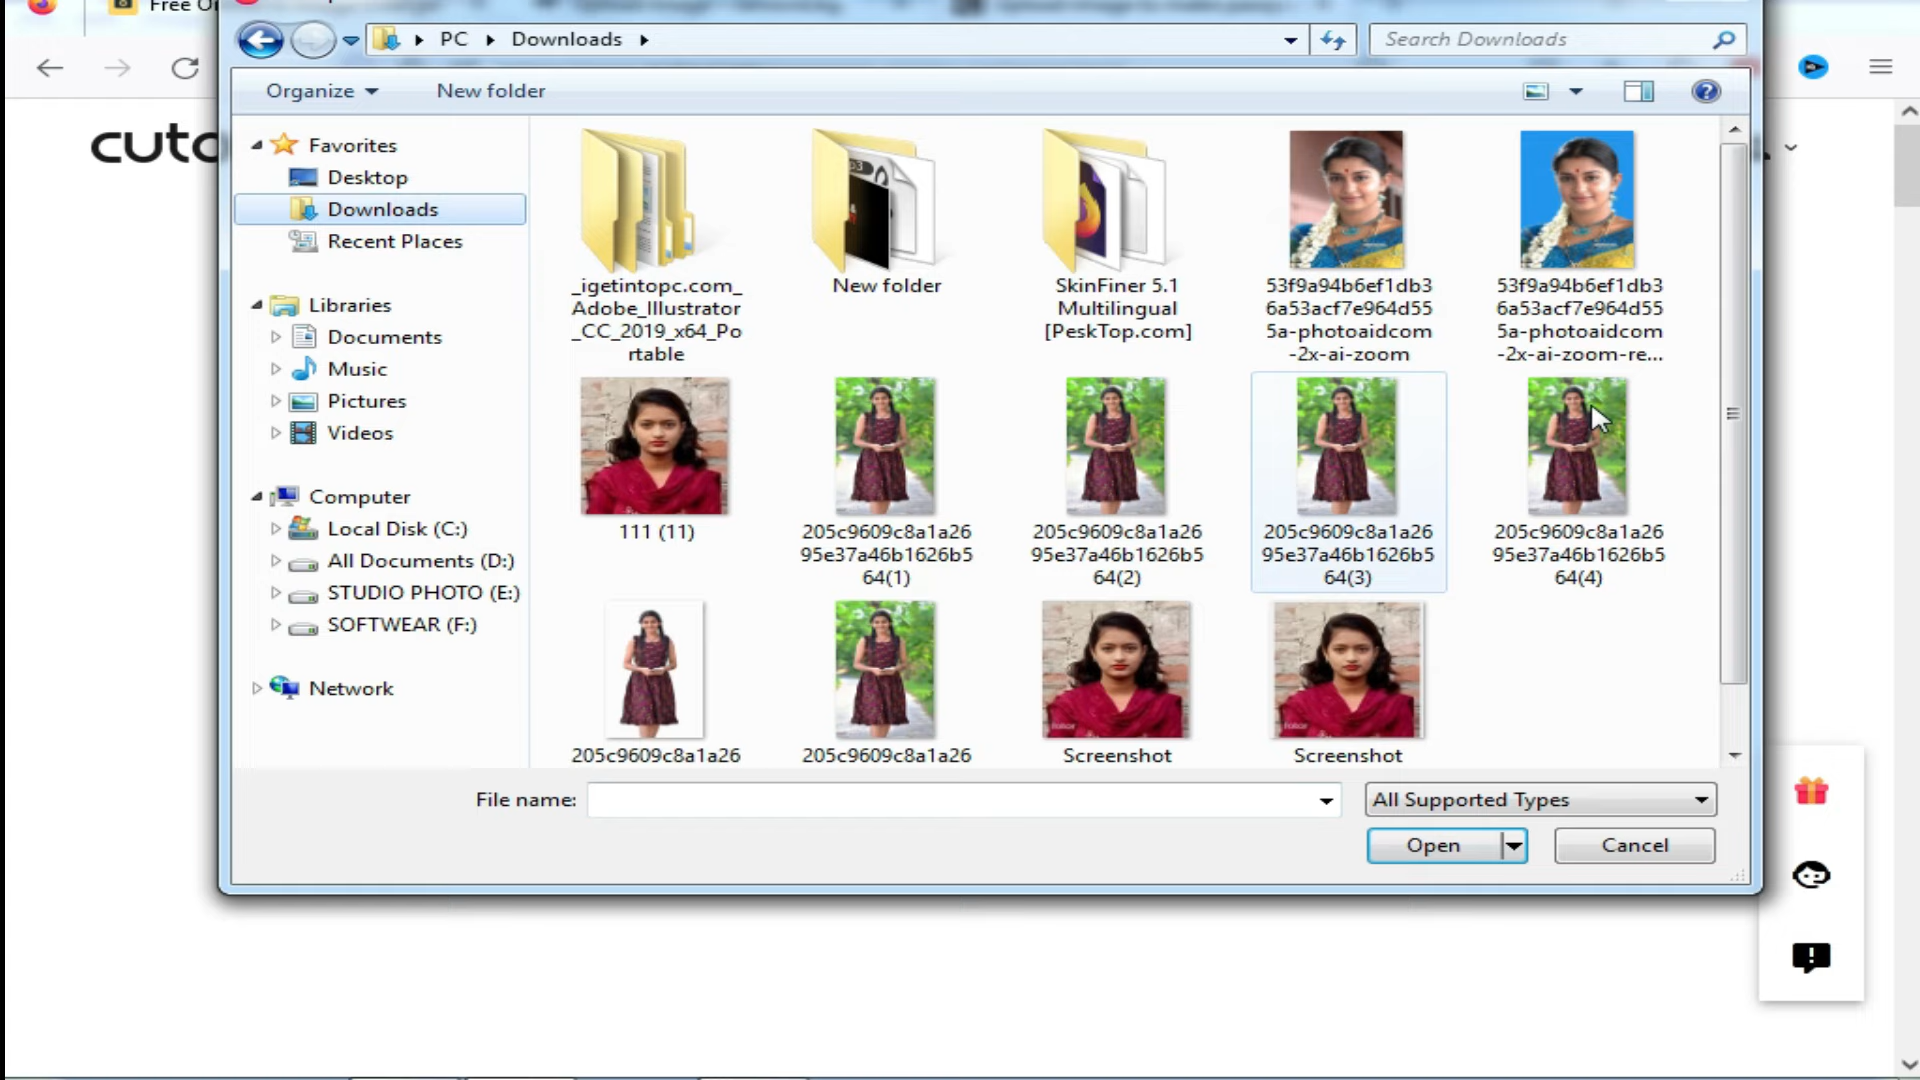 Free O
PC
Downloads
Search Downloads
Organize
New folder
cuto
Favorites
Desktop
Downloads
Recent Places
Libraries
Documents
Music
Pictures
Videos
Computer
Local Disk (C:)
All Documents (D:)
STUDIO PHOTO (E:)
SOFTWEAR (F:)
Network
_igetintopc.com_
Adobe_Illustrator
_CC_2019_x64_Po
rtable
New folder
SkinFiner 5.1
Multilingual
[PeskTop.com]
53f9a94b6ef1db3
6a53acf7e964d55
5a-photoaidcom
-2x-ai-zoom
53f9a94b6ef1db3
6a53acf7e964d55
5a-photoaidcom
-2x-ai-zoom-re...
111 (11)
205c9609c8a1a26
95e37a46b1626b5
64(1)
205c9609c8a1a26
95e37a46b1626b5
64(2)
205c9609c8a1a26
95e37a46b1626b5
64(3)
205c9609c8a1a26
95e37a46b1626b5
64(4)
205c9609c8a1a26
205c9609c8a1a26
Screenshot
Screenshot
File name:
All Supported Types
Open
Cancel